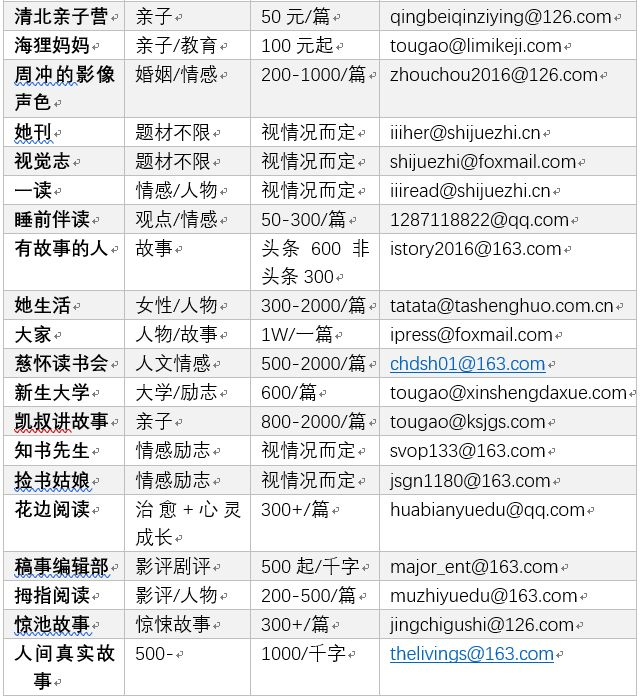 清北亲子营 亲子 50 元/篇 qingbeiqinziying@126.com
海狸妈妈 亲子/教育 100 元起 tougao@limikeji.com
周冲的影像 婚姻/情感 200-1000/篇 zhouchou2016@126.com
声色
她刊 题材不限 视情况而定 iiiher@shijuezhi.cn
视觉志 题材不限 视情况而定 shijuezhi@foxmail.com
一读 情感/人物 视情况而定 iiiread@shijuezhi.cn
睡前伴读 观点/情感 50-300/篇 1287118822@qq.com
有故事的人 故事 头条 600 非 istory2016@163.com
头条 300
她生活 女性/人物 300-2000/篇 tatata@tashenghuo.com.cn
大家 人物/故事 1W/一篇 ipress@foxmail.com
慈怀读书会 人文情感 500-2000/篇 chdsh01@163.com
新生大学 大学/励志 600/篇 tougao@xinshengdaxue.com
凯叔讲故事 亲子 800-2000/篇 tougao@ksjgs.com
知书先生 情感励志 视情况而定 svop133@163.com
捡书姑娘 情感励志 视情况而定 jsgn1180@163.com
花边阅读 治愈+心灵 300+/篇 huabianyuedu@qq.com
成长
稿事编辑部 影评剧评 500 起/千字 major_ent@163.com
拇指阅读 影评/人物 200-500/篇 muzhiyuedu@163.com
惊池故事 惊悚故事 300+/篇 jingchigushi@126.com
人间真实故 500- 1000/千字 thelivings@163.com
事